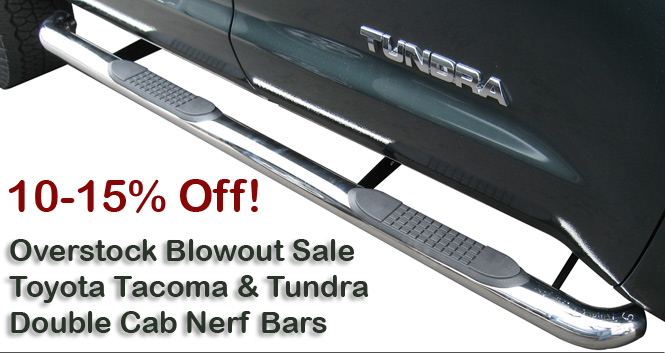 TUNDRA
10-15% Off!
Overstock Blowout Sale
Toyota Tacoma & Tundra
Double Cab Nerf Bars